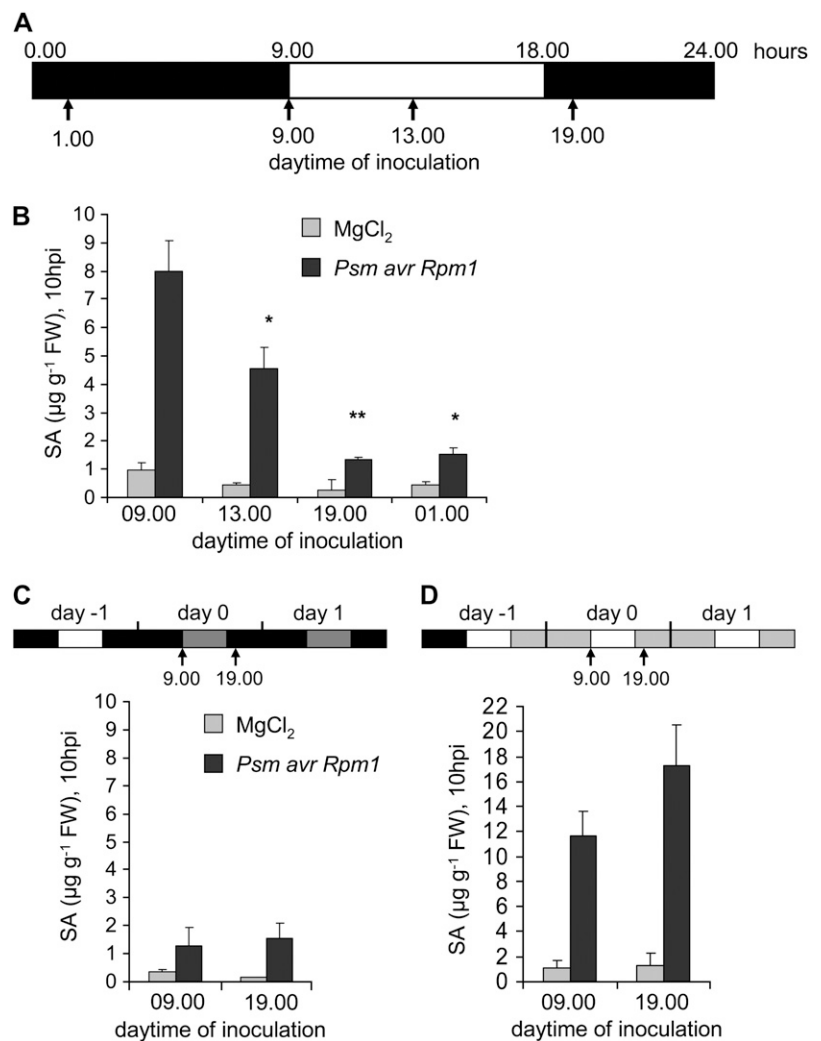 A
0.00 9.00 18.00 24.00 hours
1.00 9.00 13.00 19.00
daytime of inoculation
B
MgCl₂
Psm avr Rpm1
SA (µg g⁻¹ FW), 10hpi
10
9
8
7
6
5
4
3
2
1
0
*
**
*
09.00 13.00 19.00 01.00
daytime of inoculation
C
day -1 day 0 day 1
9.00 19.00
MgCl₂
Psm avr Rpm1
SA (µg g⁻¹ FW), 10hpi
10
9
8
7
6
5
4
3
2
1
0
09.00 19.00
daytime of inoculation
D
day -1 day 0 day 1
9.00 19.00
SA (µg g⁻¹ FW), 10hpi
22
20
18
16
14
12
10
8
6
4
2
0
09.00 19.00
daytime of inoculation